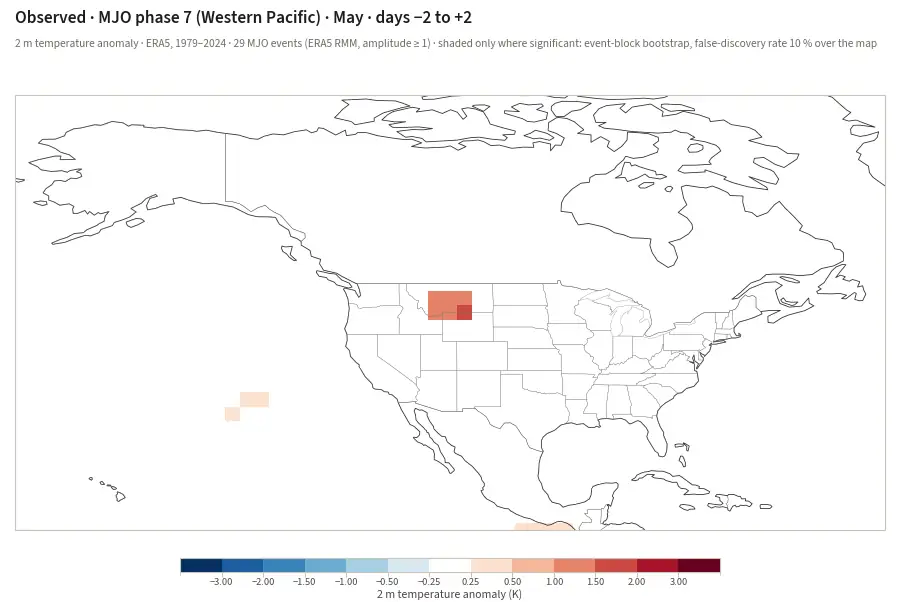 Observed · MJO phase 7 (Western Pacific) · May · days −2 to +2
2 m temperature anomaly · ERA5, 1979–2024 · 29 MJO events (ERA5 RMM, amplitude ≥ 1) · shaded only where significant: event-block bootstrap, false-discovery rate 10 % over the map
−3.00 −2.00 −1.50 −1.00 −0.50 −0.25 0.25 0.50 1.00 1.50 2.00 3.00
2 m temperature anomaly (K)